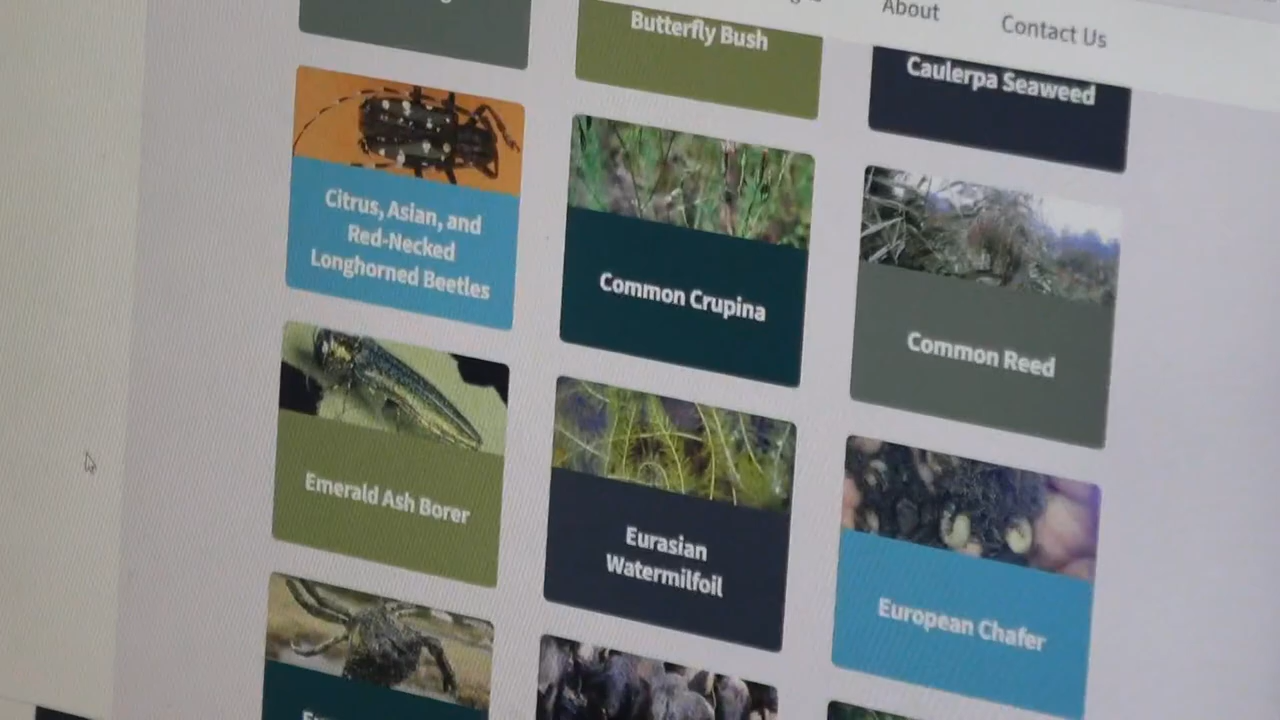 About
Contact Us
Butterfly Bush
Caulerpa Seaweed
Citrus, Asian, and
Red-Necked
Longhorned Beetles
Common Crupina
Common Reed
Emerald Ash Borer
Eurasian
Watermilfoil
European Chafer